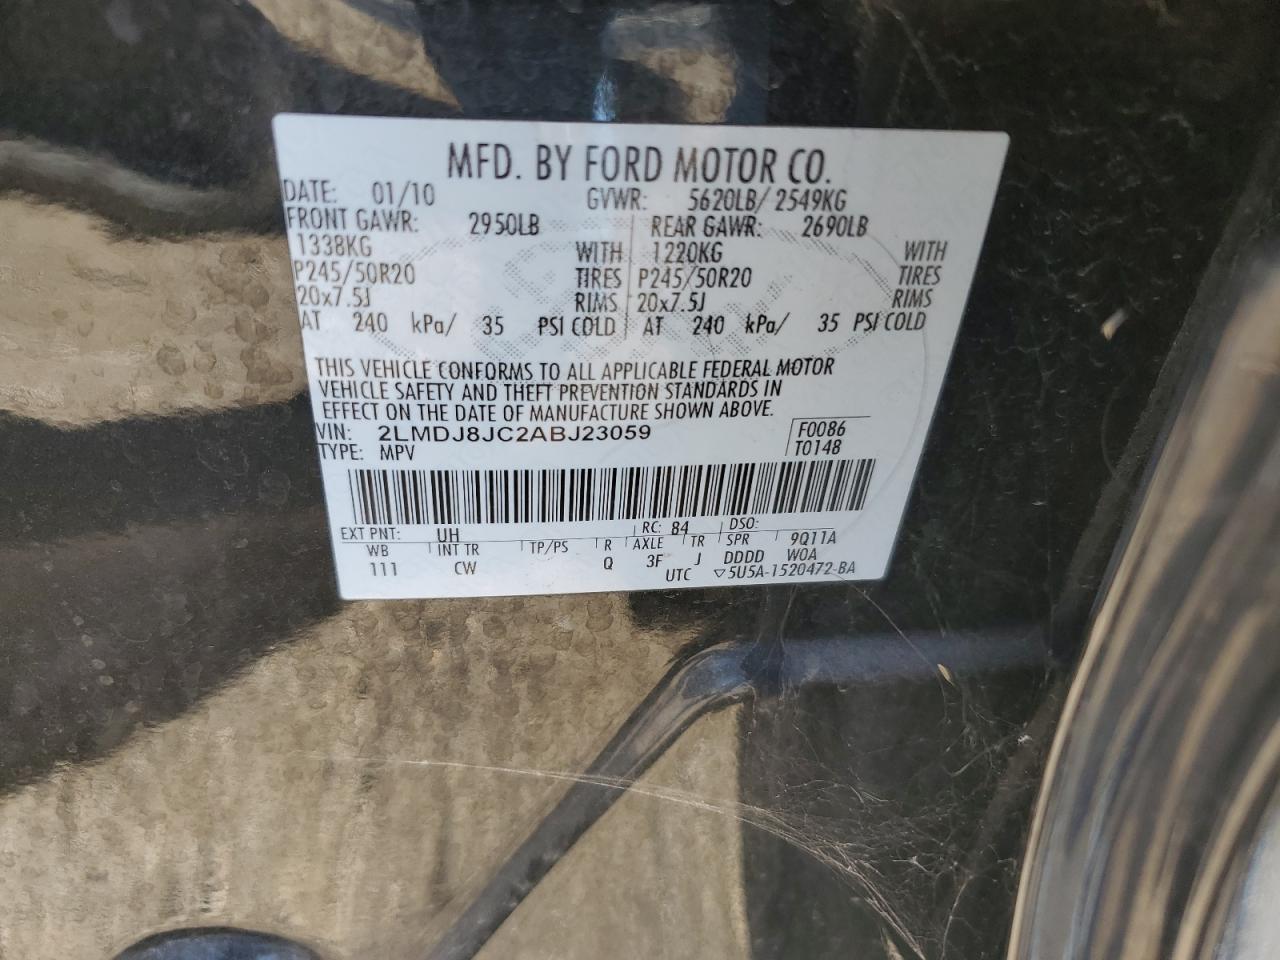 MFD. BY FORD MOTOR CO.
DATE: 01/10 GVWR: 5620LB/ 2549KG
FRONT GAWR: 2950LB REAR GAWR: 2690LB
1338KG WITH 1220KG WITH
P245/50R20 TIRES P245/50R20 TIRES
20x7.5J RIMS 20x7.5J RIMS
AT 240 kPa/ 35 PSI COLD AT 240 kPa/ 35 PSI COLD
THIS VEHICLE CONFORMS TO ALL APPLICABLE FEDERAL MOTOR
VEHICLE SAFETY AND THEFT PREVENTION STANDARDS IN
EFFECT ON THE DATE OF MANUFACTURE SHOWN ABOVE.
VIN: 2LMDJ8JC2ABJ23059 F0086
TYPE: MPV T0148
EXT PNT: UH RC: 84 DSO:
WB INT TR TP/PS R AXLE TR SPR 9Q11A
111 CW Q 3F J DDDD WOA
UTC ▽5U5A-1520472-BA